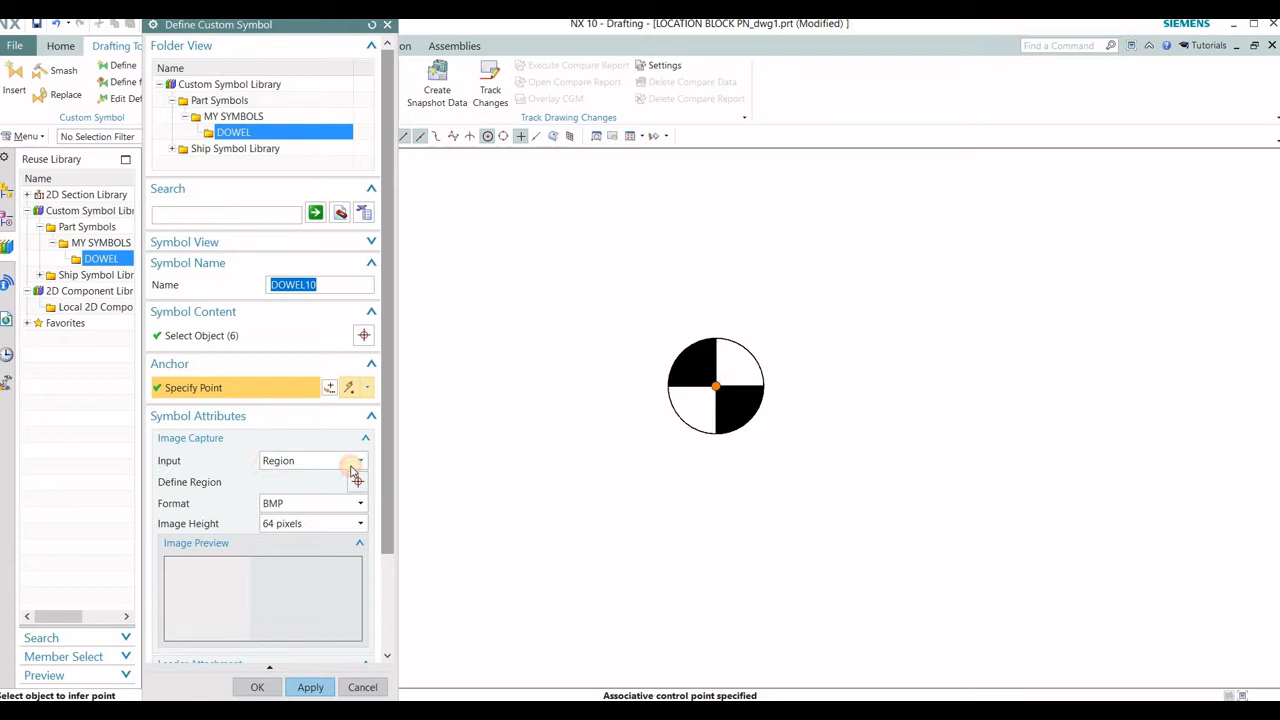 NX
Define Custom Symbol
NX 10 - Drafting - [LOCATION BLOCK PN_dwg1.prt (Modified) ]
SIEMENS
File
Home
Drafting To
on
Assemblies
Find a Command
Tutorials
Insert
Smash
Replace
Define
Define f
Edit Def
Custom Symbol
Create
Snapshot Data
Track
Changes
Execute Compare Report
Open Compare Report
Overlay CGM
Settings
Delete Compare Data
Delete Compare Report
Track Drawing Changes
Menu
No Selection Filter
Reuse Library
Name
2D Section Library
Custom Symbol Libr
Part Symbols
MY SYMBOLS
DOWEL
Ship Symbol Libr
2D Component Libr
Local 2D Compo
Favorites
Search
Member Select
Preview
Folder View
Name
Custom Symbol Library
Part Symbols
MY SYMBOLS
DOWEL
Ship Symbol Library
Search
Symbol View
Symbol Name
Name
DOWEL10
Symbol Content
Select Object (6)
Anchor
Specify Point
Symbol Attributes
Image Capture
Input
Region
Define Region
Format
BMP
Image Height
64 pixels
Image Preview
OK
Apply
Cancel
Select object to infer point
Associative control point specified